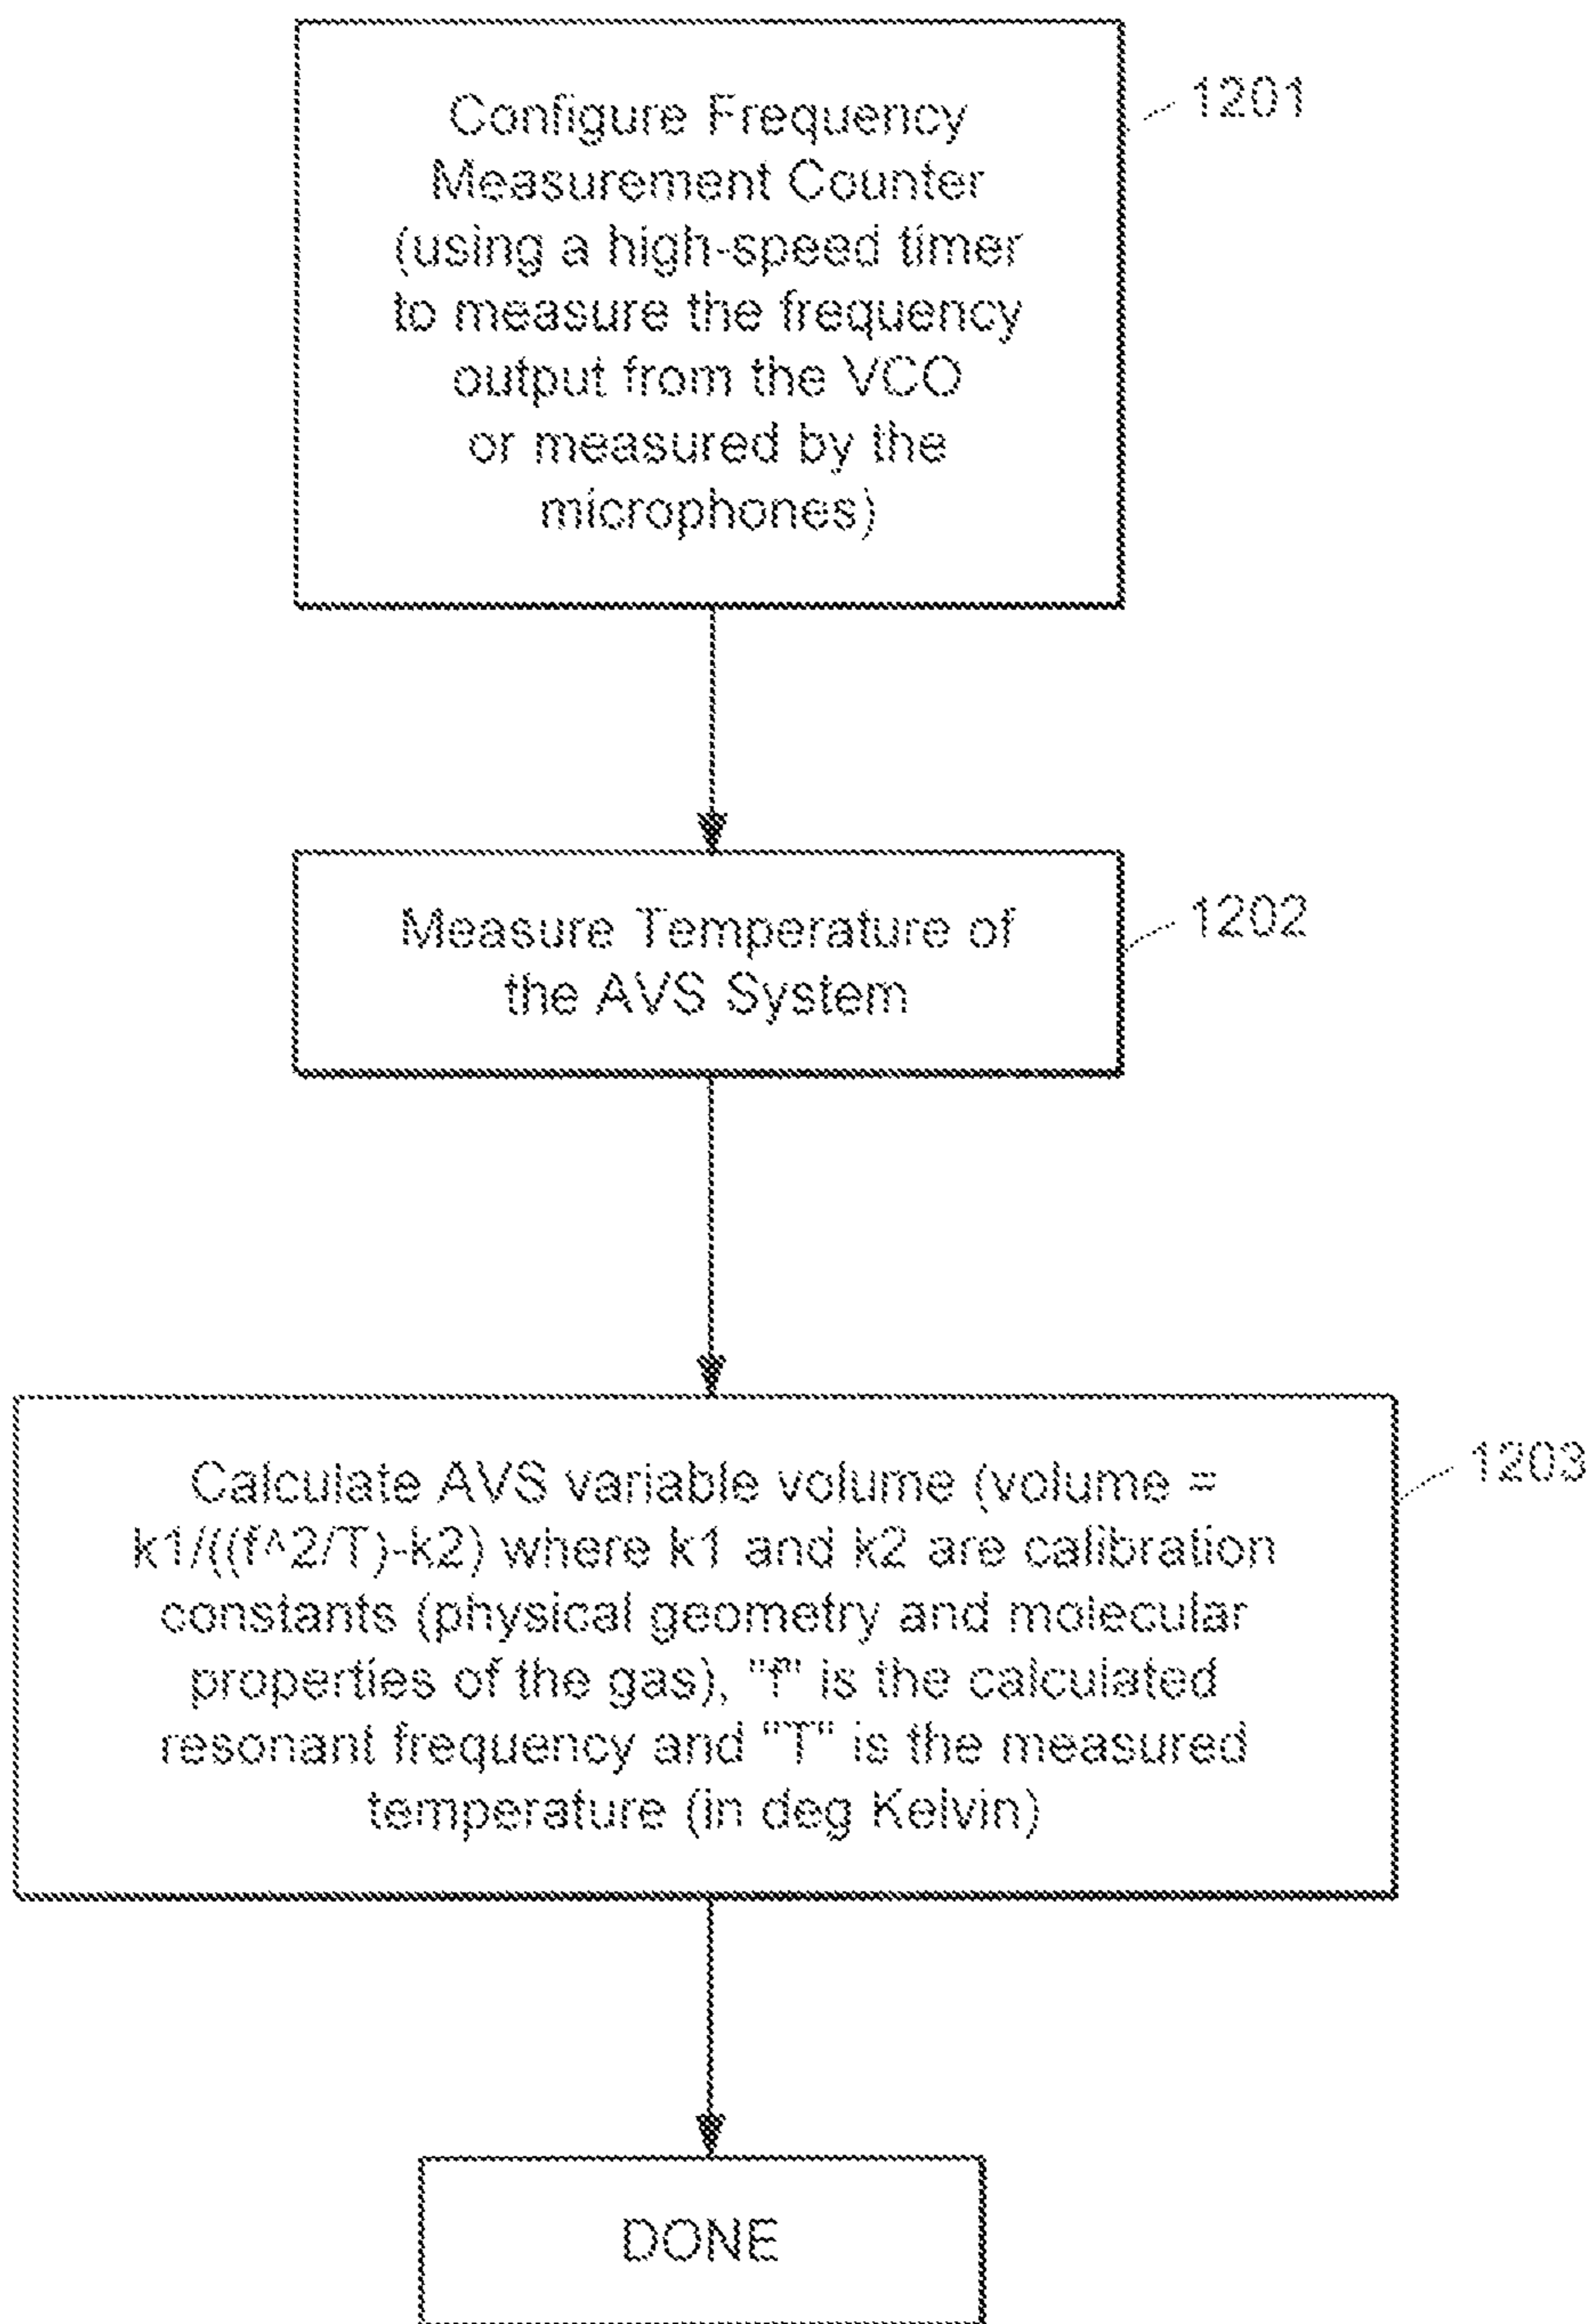 Configure Frequency
Measurement Counter
(using a high-speed timer
to measure the frequency
output from the VCO
or measured by the
microphones)
1201
Measure Temperature of
the AVS System
1202
Calculate AVS variable volume (volume =
k1/((f^2/T)-k2) where k1 and k2 are calibration
constants (physical geometry and molecular
properties of the gas), "f" is the calculated
resonant frequency and "T" is the measured
temperature (in deg Kelvin)
1203
DONE